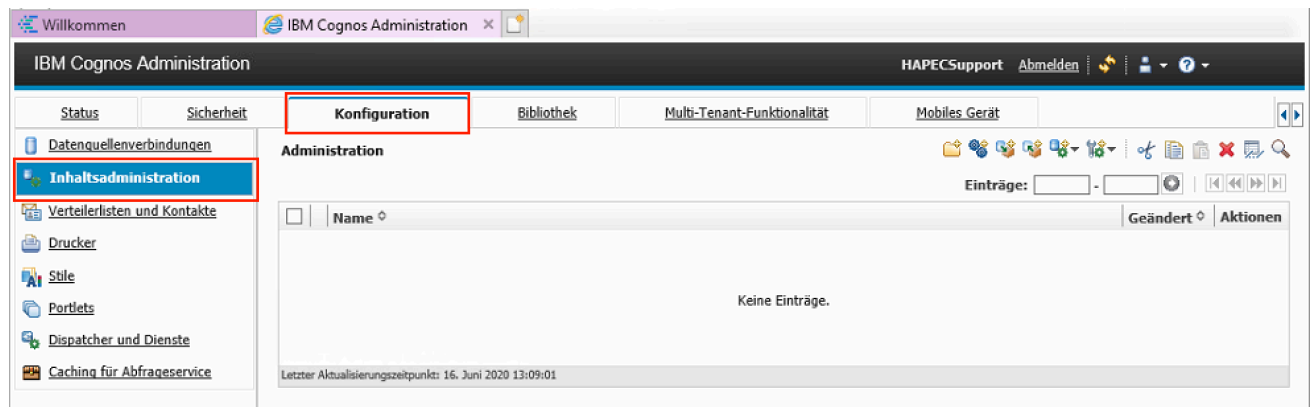 Willkommen
IBM Cognos Administration
IBM Cognos Administration
HAPECSupport Abmelden
Status Sicherheit Konfiguration Bibliothek Multi-Tenant-Funktionalität Mobiles Gerät
Datenquellenverbindungen
Administration
Inhaltsadministration
Einträge: -
Verteilerlisten und Kontakte
Name Geändert Aktionen
Drucker
Stile
Keine Einträge.
Portlets
Dispatcher und Dienste
Caching für Abfrageservice
Letzter Aktualisierungszeitpunkt: 16. Juni 2020 13:09:01